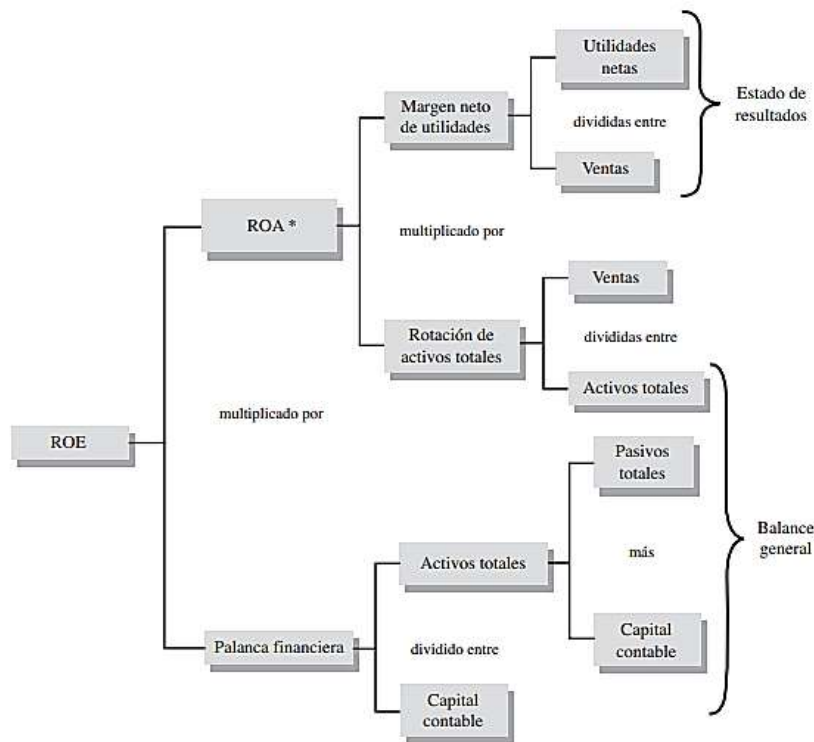 Utilidades
netas
Estado de
resultados
Margen neto
de utilidades
divididas entre
Ventas
ROA *
multiplicado por
Ventas
Rotación de
activos totales
divididas entre
Activos totales
multiplicado por
ROE
Pasivos
totales
Balance
general
Activos totales
más
Palanca financiera
dividido entre
Capital
contable
Capital
contable